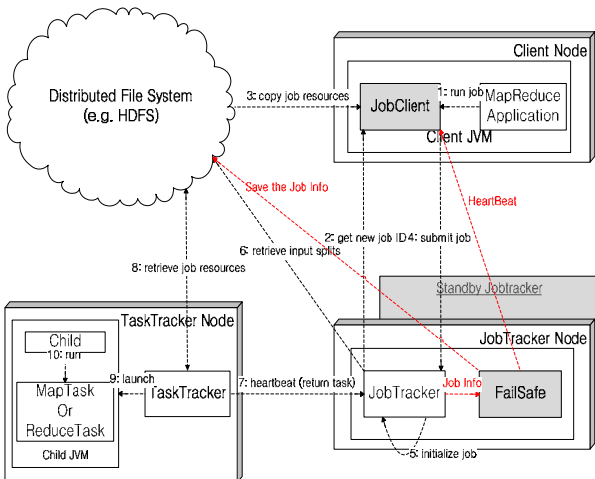 Client Node
Distributed File System
(e.g. HDFS)
3: copy job resources
JobClient
1: run job
MapReduce
Application
Client JVM
Save the Job Info
HeartBeat
2: get new job ID
4: submit job
6: retrieve input splits
8: retrieve job resources
Standby Jobtracker
TaskTracker Node
JobTracker Node
Child
10: run
MapTask
Or
ReduceTask
Child JVM
9: launch
TaskTracker
7: heartbeat (return task)
JobTracker
Job Info
FailSafe
5: initialize job